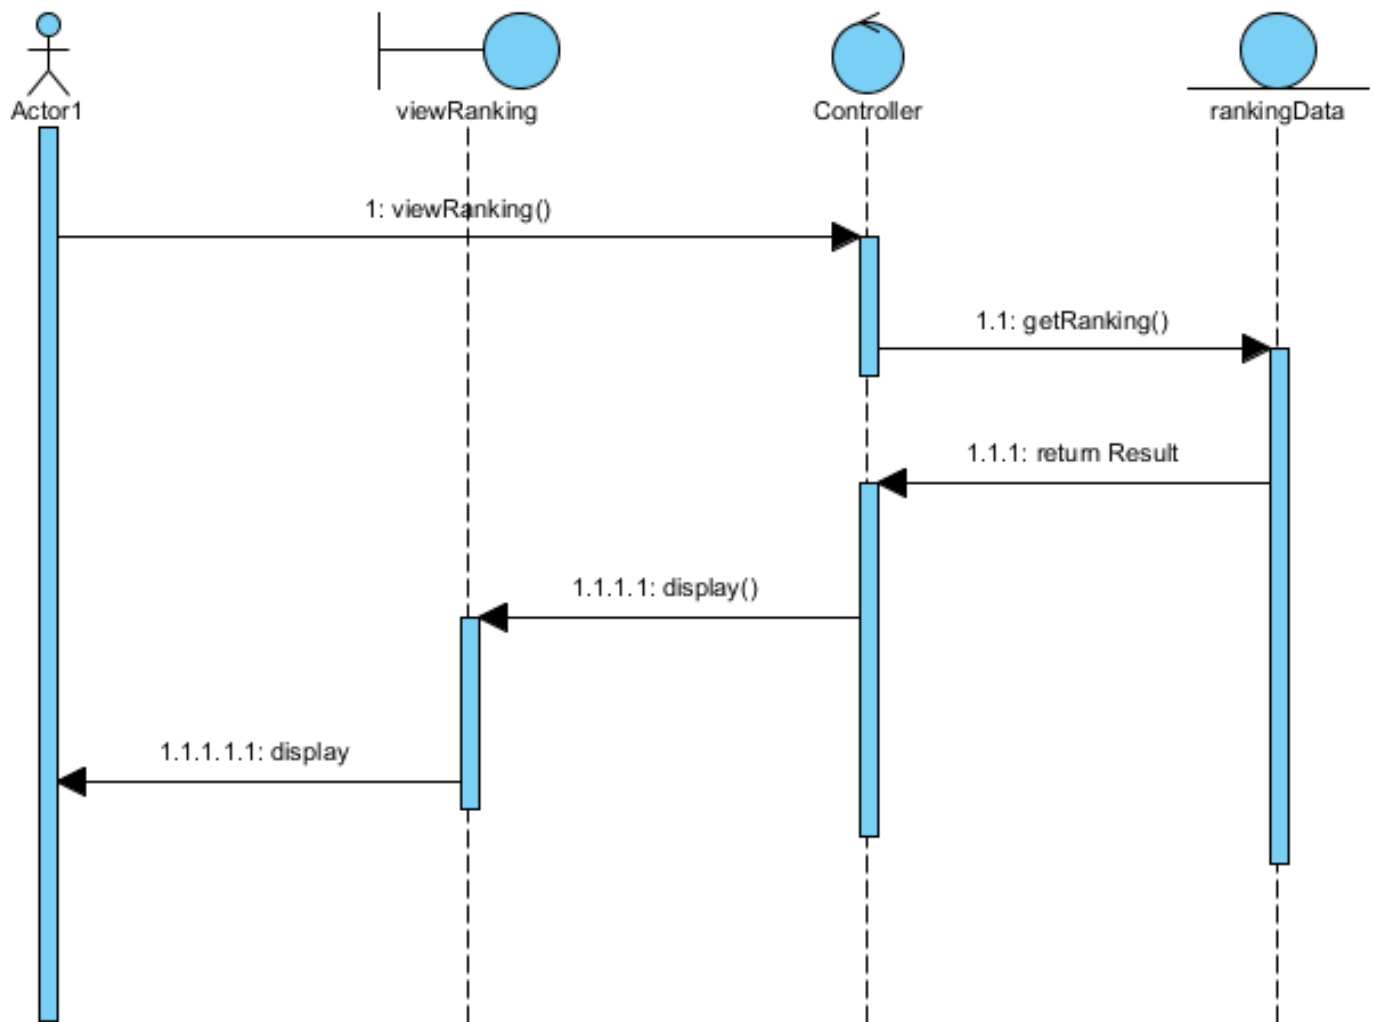 Actor1
viewRanking
Controller
rankingData
1: viewRanking()
1.1: getRanking()
1.1.1: return Result
1.1.1.1: display()
1.1.1.1.1: display